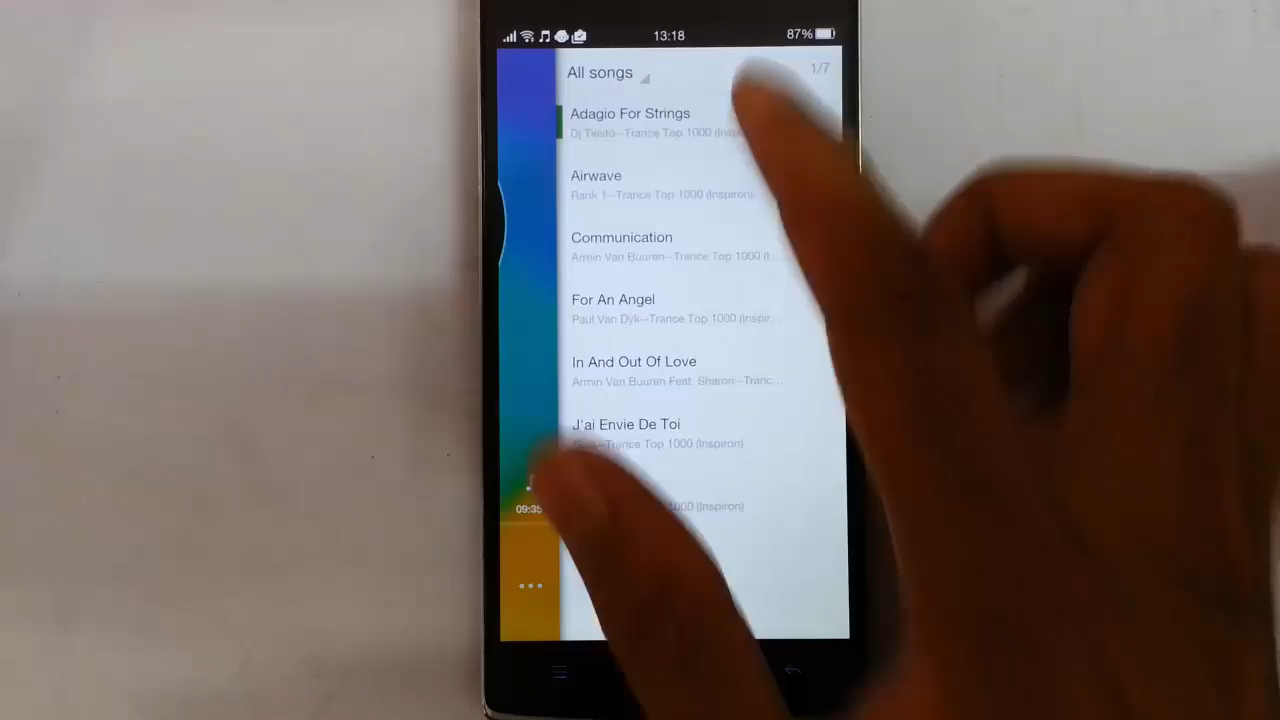 13:18
87%
All songs
1/7
Adagio For Strings
Dj Tiesto--Trance Top 1000
Airwave
Rank 1--Trance Top 1000 (Inspiron)
Communication
Armin Van Buuren--Trance Top 1000 (I...
For An Angel
Paul Van Dyk--Trance Top 1000 (Inspir...
In And Out Of Love
Armin Van Buuren Feat. Sharon--Tranc...
J'ai Envie De Toi
--Trance Top 1000 (Inspiron)
09:35
(Inspiron)